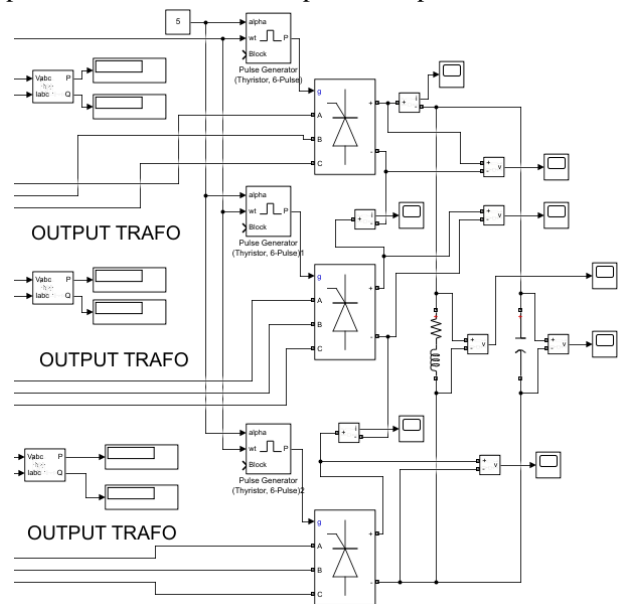 5
alpha
wt
P
Block
Pulse Generator
(Thyristor, 6-Pulse)
Vabc
P
Iabc
Q
g
A
B
C
+
-
+
i
-
+
-
v
OUTPUT TRAFO
alpha
wt
P
Block
Pulse Generator
(Thyristor, 6-Pulse)1
+
i
-
+
-
v
Vabc
P
Iabc
Q
g
A
B
C
+
-
+
-
v
+
-
v
OUTPUT TRAFO
alpha
wt
P
Block
Pulse Generator
(Thyristor, 6-Pulse)2
+
i
-
+
-
v
Vabc
P
Iabc
Q
OUTPUT TRAFO
g
A
B
C
+
-